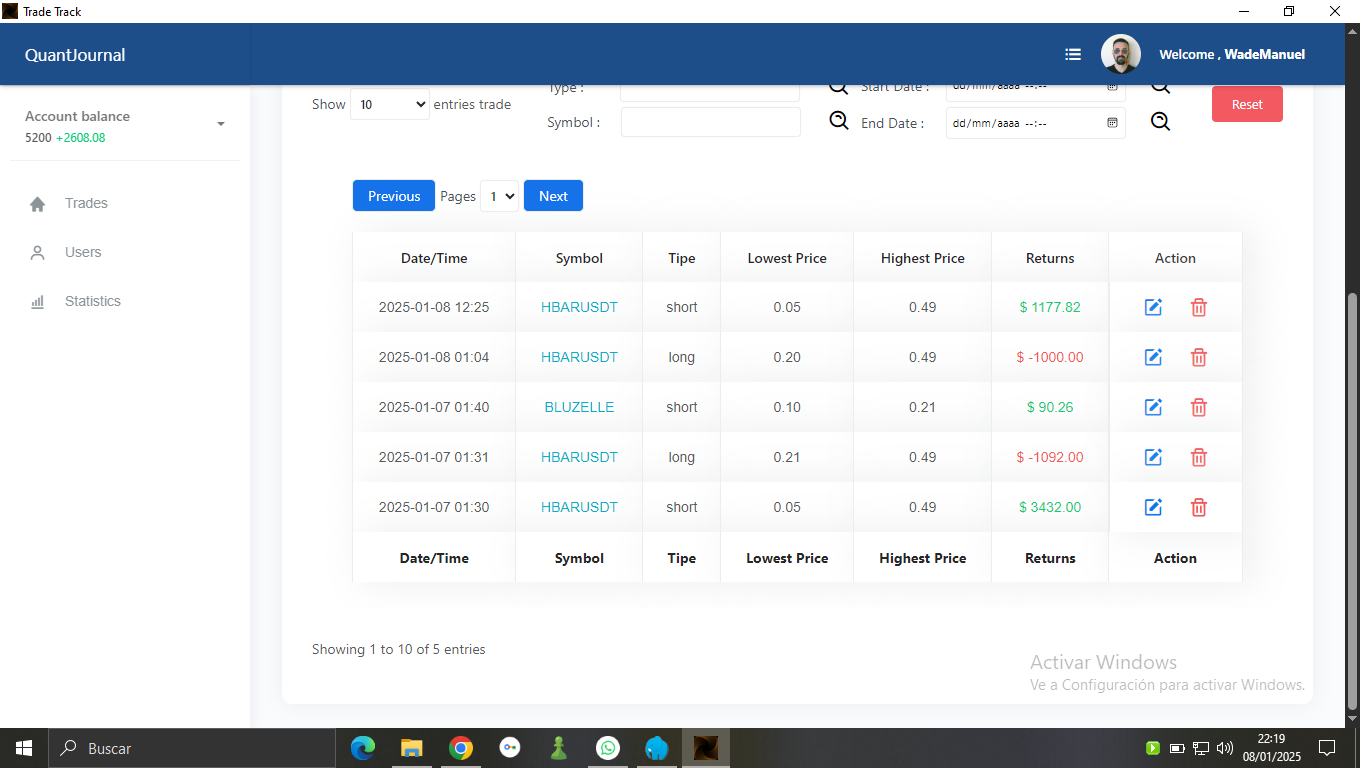 Trade Track
QuantJournal
Welcome , WadeManuel
Account balance
5200 +2608.08
Trades
Users
Statistics
Show 10 entries trade
Type :
Start Date :
dd/mm/aaaa --:--
Reset
Symbol :
End Date :
dd/mm/aaaa --:--
Previous Pages 1 Next
Date/Time Symbol Tipe Lowest Price Highest Price Returns Action
2025-01-08 12:25 HBARUSDT short 0.05 0.49 $ 1177.82
2025-01-08 01:04 HBARUSDT long 0.20 0.49 $ -1000.00
2025-01-07 01:40 BLUZELLE short 0.10 0.21 $ 90.26
2025-01-07 01:31 HBARUSDT long 0.21 0.49 $ -1092.00
2025-01-07 01:30 HBARUSDT short 0.05 0.49 $ 3432.00
Date/Time Symbol Tipe Lowest Price Highest Price Returns Action
Showing 1 to 10 of 5 entries
Activar Windows
Ve a Configuración para activar Windows.
Buscar
22:19
08/01/2025